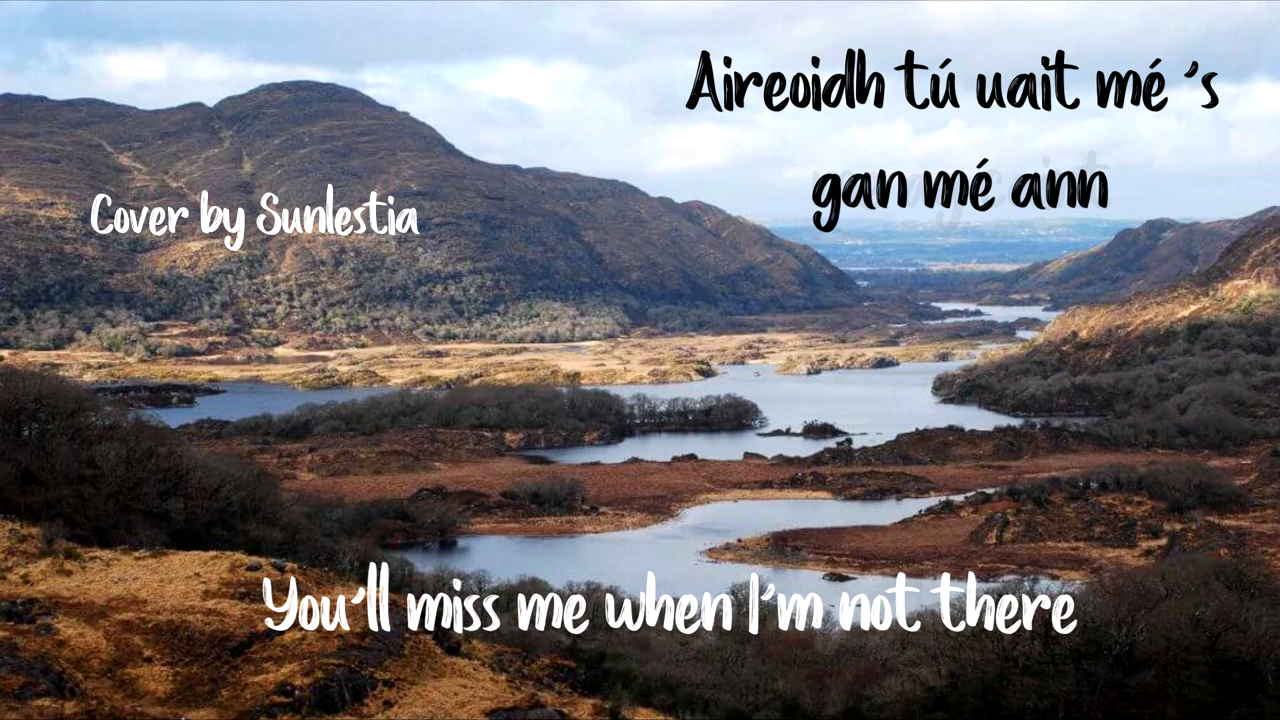 Aireoidh tú uait mé 's
gan mé ann
Cover by Sunlestia
You'll miss me when I'm not there